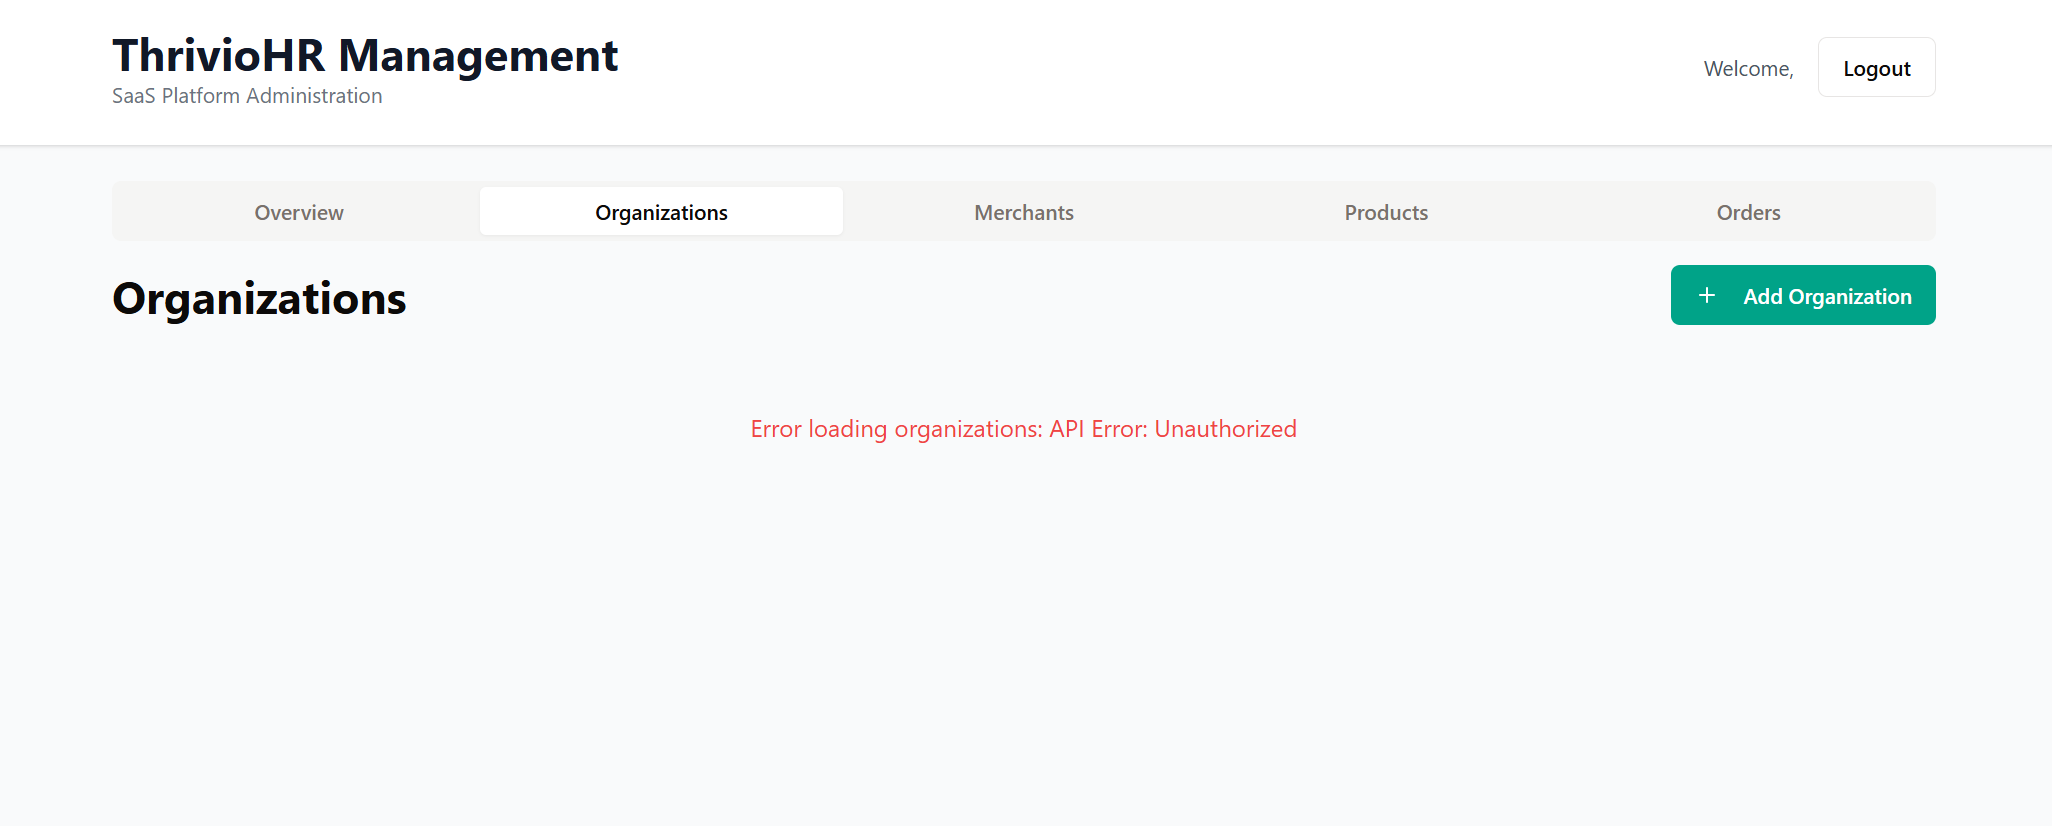 ThrivioHR Management
SaaS Platform Administration
Welcome,
Logout
Overview
Organizations
Merchants
Products
Orders
Organizations
+ Add Organization
Error loading organizations: API Error: Unauthorized